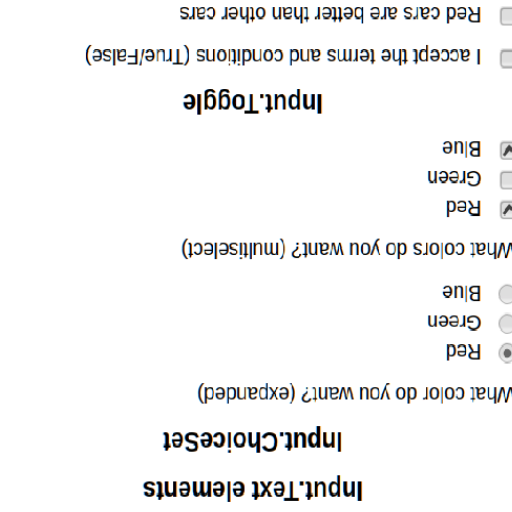 Input.Text elements
Input.ChoiceSet
What color do you want? (expanded)
Red
Green
Blue
What colors do you want? (multiselect)
Red
Green
Blue
Input.Toggle
I accept the terms and conditions (True/False)
Red cars are better than other cars